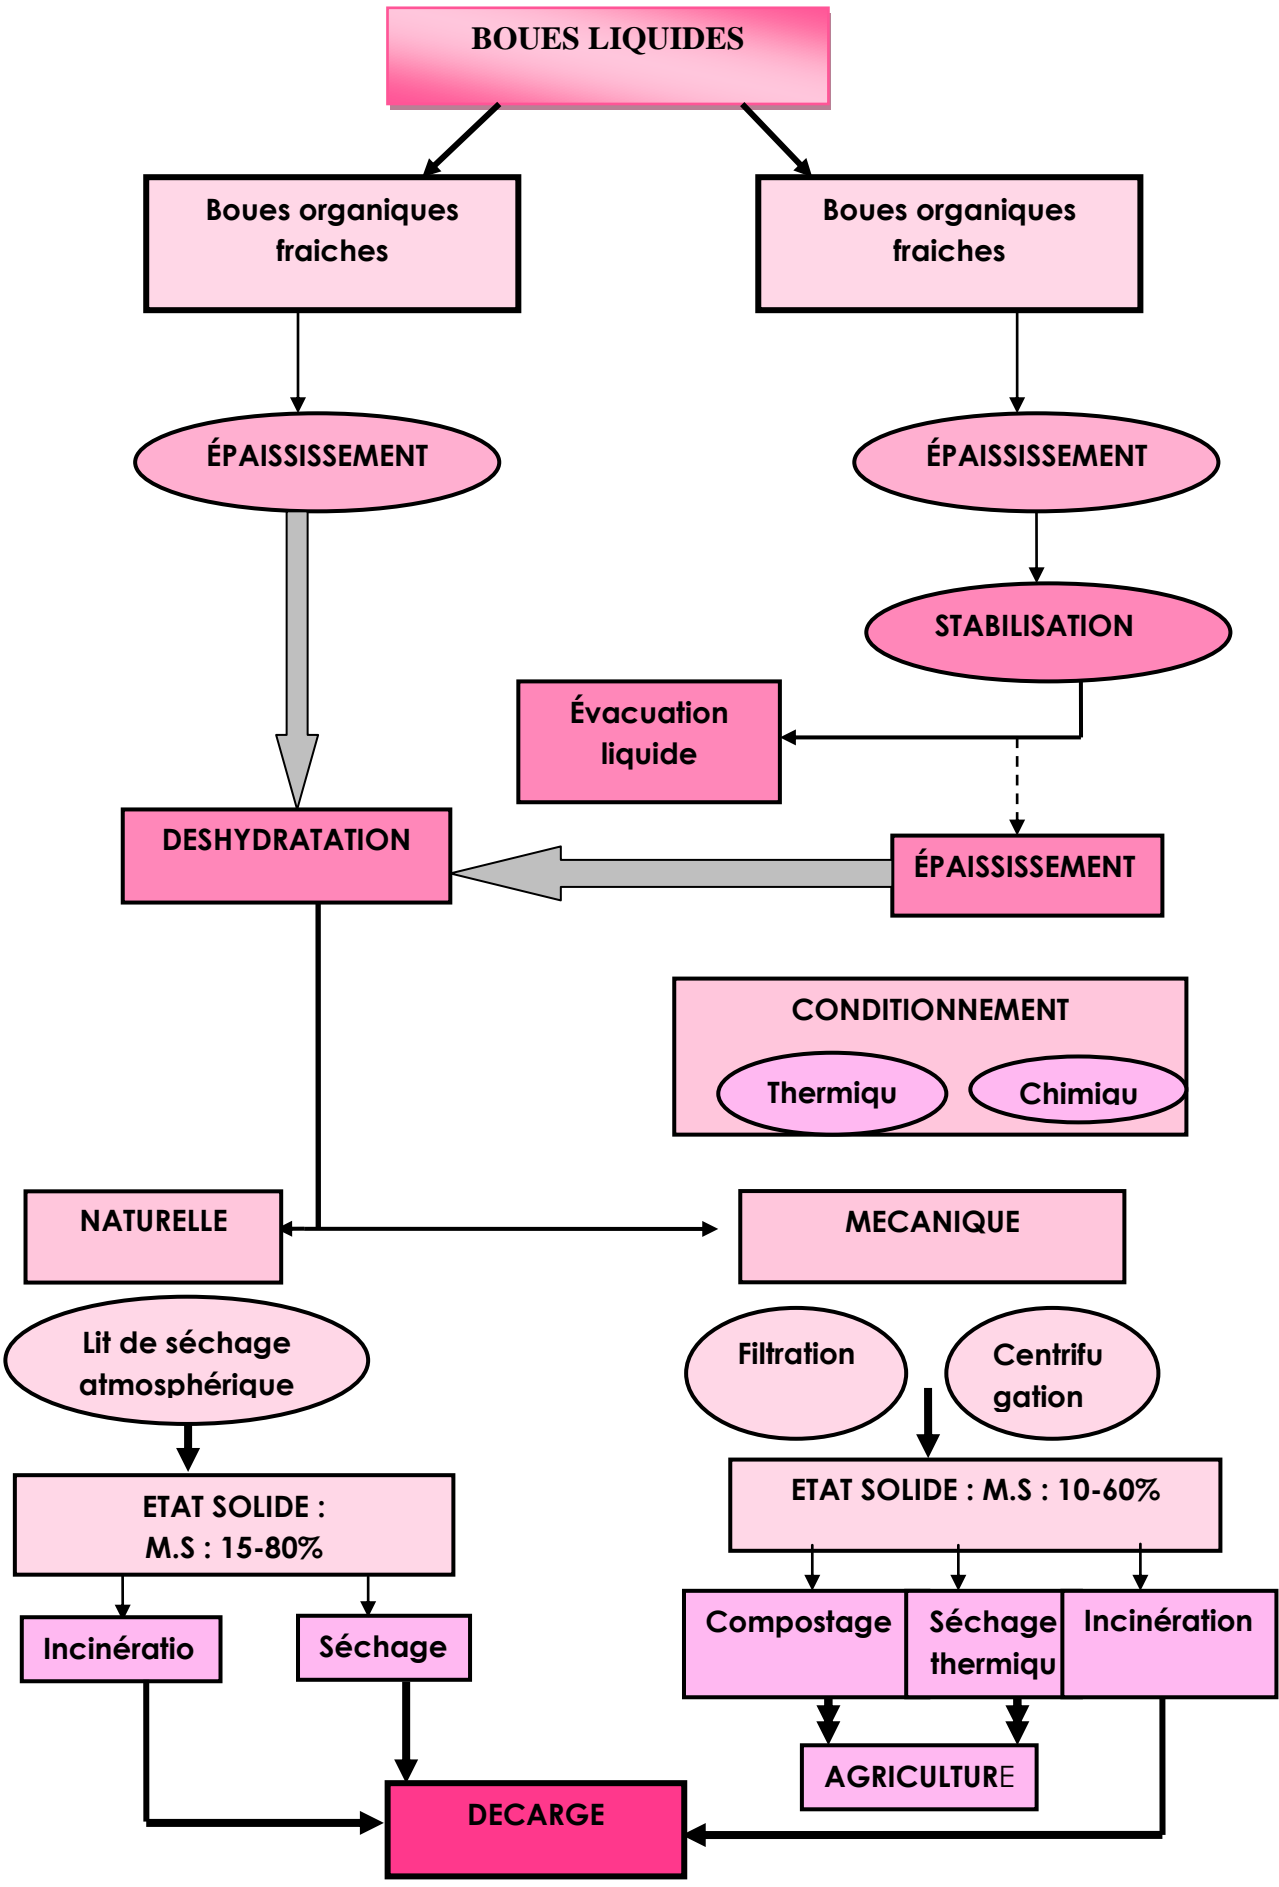 BOUES LIQUIDES
Boues organiques
fraiches
Boues organiques
fraiches
ÉPAISSISSEMENT
ÉPAISSISSEMENT
STABILISATION
Évacuation
liquide
DESHYDRATATION
ÉPAISSISSEMENT
CONDITIONNEMENT
Thermiqu
Chimiqu
NATURELLE
MECANIQUE
Lit de séchage
atmosphérique
Filtration
Centrifu
gation
ETAT SOLIDE :
M.S : 15-80%
ETAT SOLIDE : M.S : 10-60%
Incinératio
Séchage
Compostage
Séchage
thermiqu
Incinération
AGRICULTURE
DECARGE